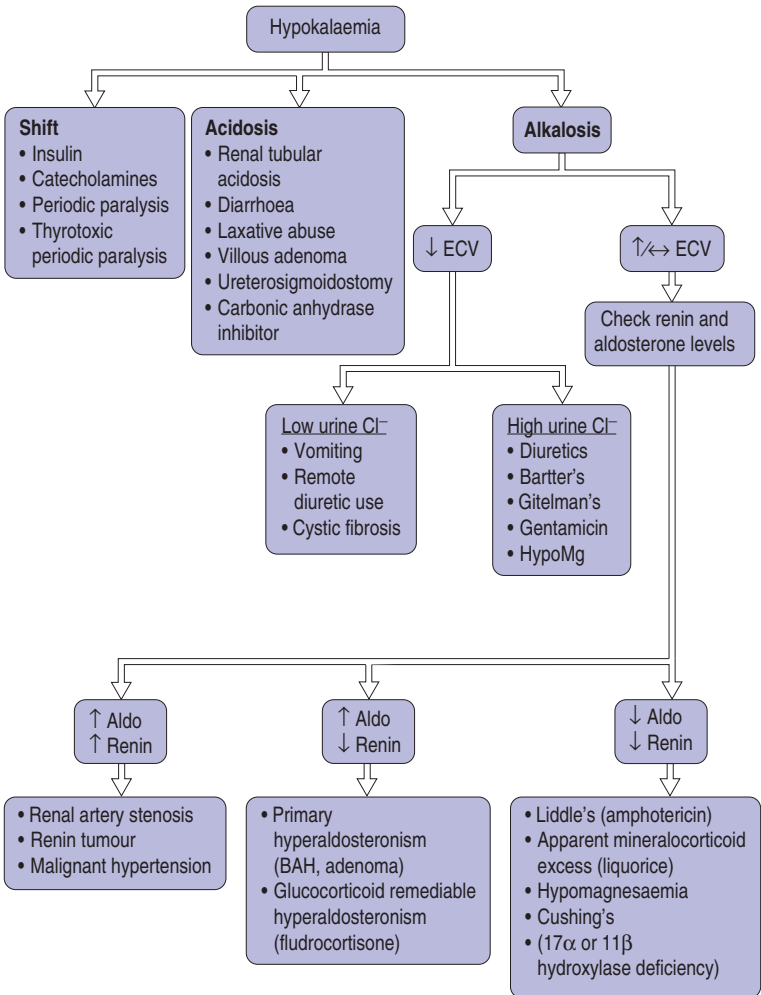 Hypokalaemia
Shift
• Insulin
• Catecholamines
• Periodic paralysis
• Thyrotoxic
periodic paralysis
Acidosis
• Renal tubular
acidosis
• Diarrhoea
• Laxative abuse
• Villous adenoma
• Ureterosigmoidostomy
• Carbonic anhydrase
inhibitor
Alkalosis
↓ ECV
↑/↔ ECV
Check renin and
aldosterone levels
Low urine Cl⁻
• Vomiting
• Remote
diuretic use
• Cystic fibrosis
High urine Cl⁻
• Diuretics
• Bartter's
• Gitelman's
• Gentamicin
• HypoMg
↑ Aldo
↑ Renin
↑ Aldo
↓ Renin
↓ Aldo
↓ Renin
• Renal artery stenosis
• Renin tumour
• Malignant hypertension
• Primary
hyperaldosteronism
(BAH, adenoma)
• Glucocorticoid remediable
hyperaldosteronism
(fludrocortisone)
• Liddle's (amphotericin)
• Apparent mineralocorticoid
excess (liquorice)
• Hypomagnesaemia
• Cushing's
• (17α or 11β
hydroxylase deficiency)